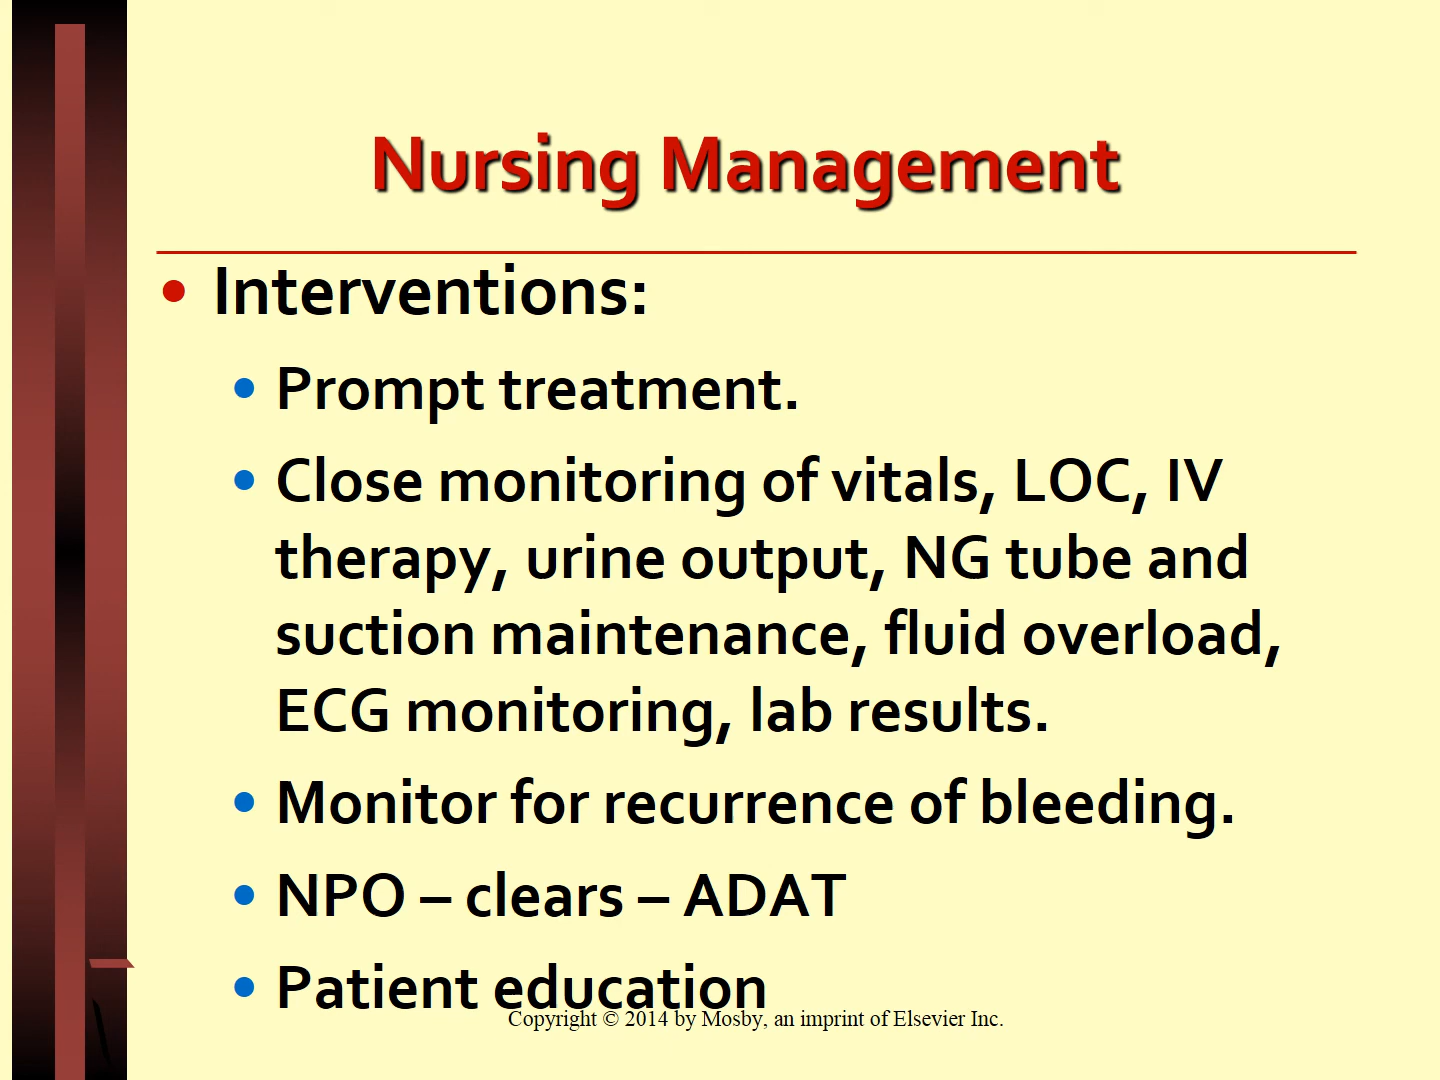 Nursing Management
• Interventions:
• Prompt treatment.
• Close monitoring of vitals, LOC, IV
therapy, urine output, NG tube and
suction maintenance, fluid overload,
ECG monitoring, lab results.
• Monitor for recurrence of bleeding.
• NPO – clears – ADAT
• Patient education
Copyright © 2014 by Mosby, an imprint of Elsevier Inc.